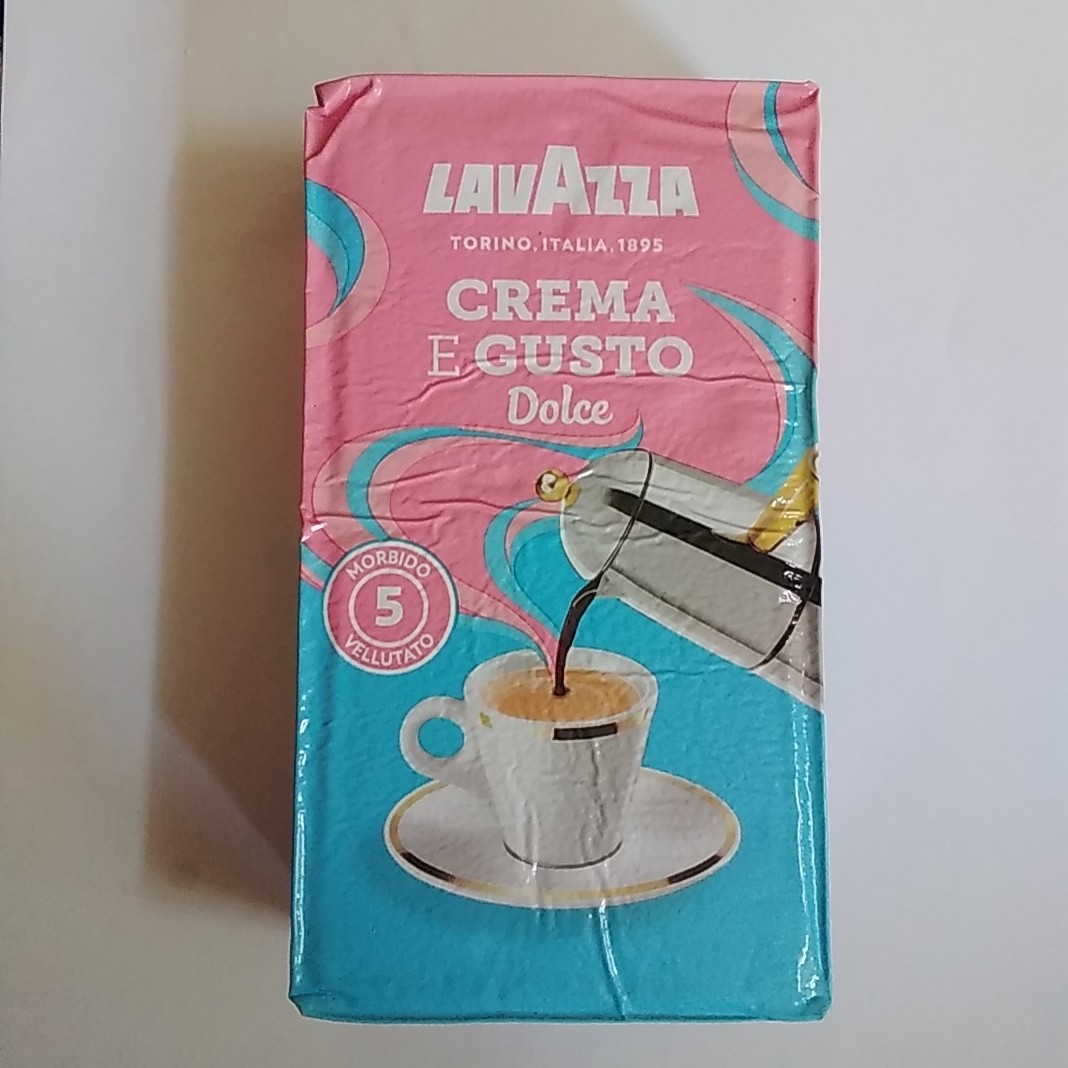 LAVAZZA
TORINO, ITALIA, 1895
CREMA
E GUSTO
Dolce
MORBIDO
5
VELLUTATO